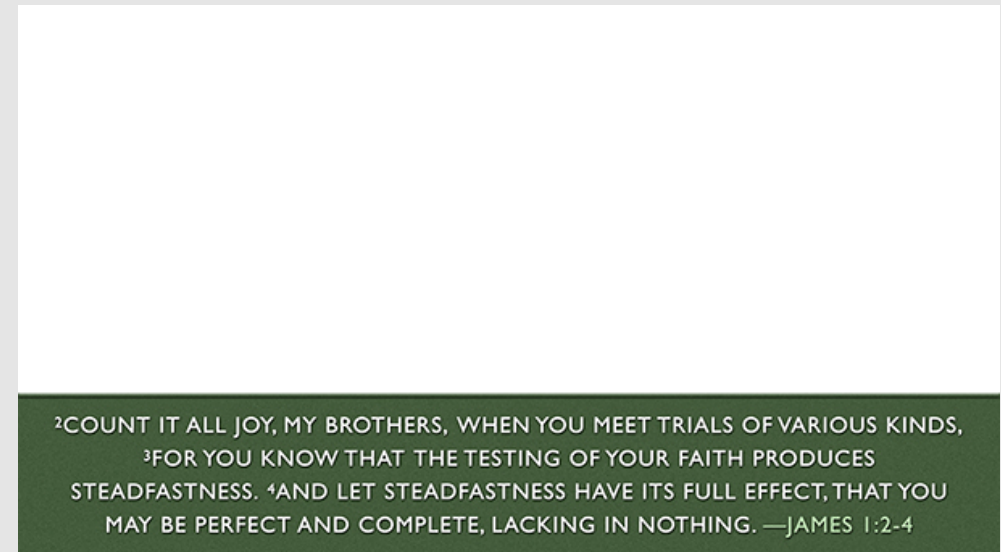 ²COUNT IT ALL JOY, MY BROTHERS, WHEN YOU MEET TRIALS OF VARIOUS KINDS,
³FOR YOU KNOW THAT THE TESTING OF YOUR FAITH PRODUCES
STEADFASTNESS. ⁴AND LET STEADFASTNESS HAVE ITS FULL EFFECT, THAT YOU
MAY BE PERFECT AND COMPLETE, LACKING IN NOTHING. —JAMES 1:2-4